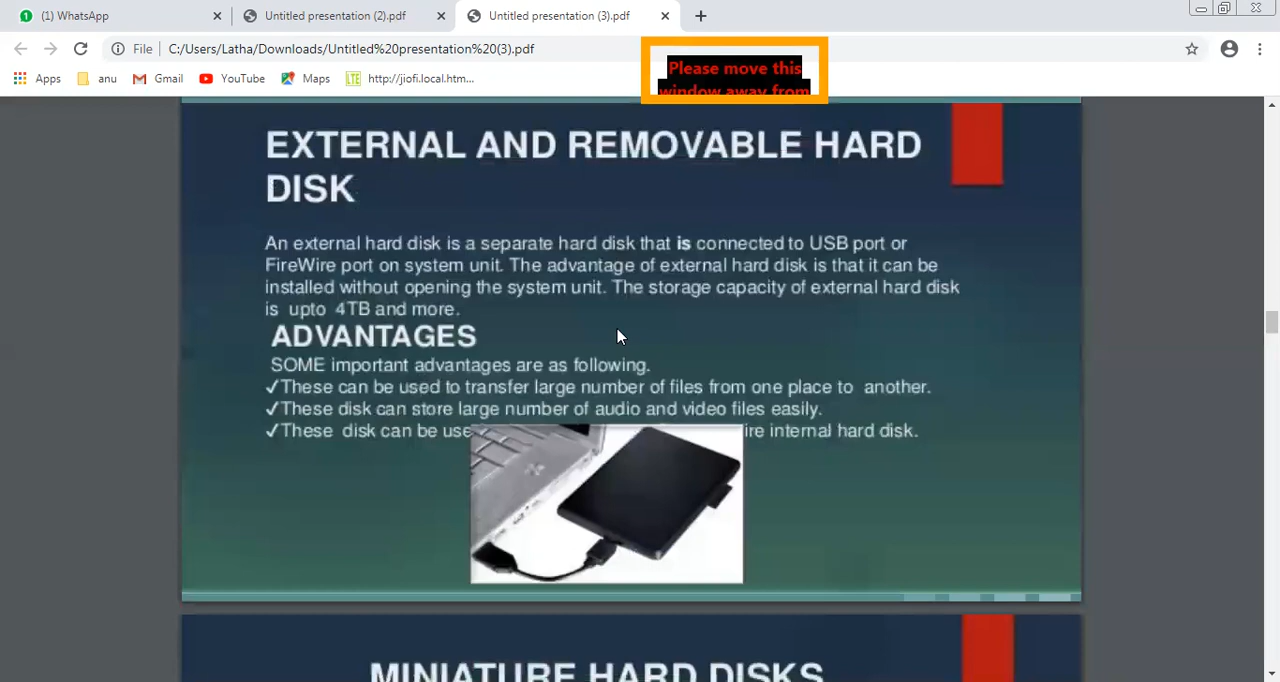 (1) WhatsApp
Untitled presentation (2).pdf
Untitled presentation (3).pdf
File
C:/Users/Latha/Downloads/Untitled%20presentation%20(3).pdf
Apps
anu
Gmail
YouTube
Maps
LTE
http://jiofi.local.htm...
Please move this
window away from
EXTERNAL AND REMOVABLE HARD
DISK
An external hard disk is a separate hard disk that is connected to USB port or
FireWire port on system unit. The advantage of external hard disk is that it can be
installed without opening the system unit. The storage capacity of external hard disk
is upto 4TB and more.
ADVANTAGES
SOME important advantages are as following.
✓These can be used to transfer large number of files from one place to another.
✓These disk can store large number of audio and video files easily.
✓These disk can be use ire internal hard disk.
MINIATURE HARD DISKS